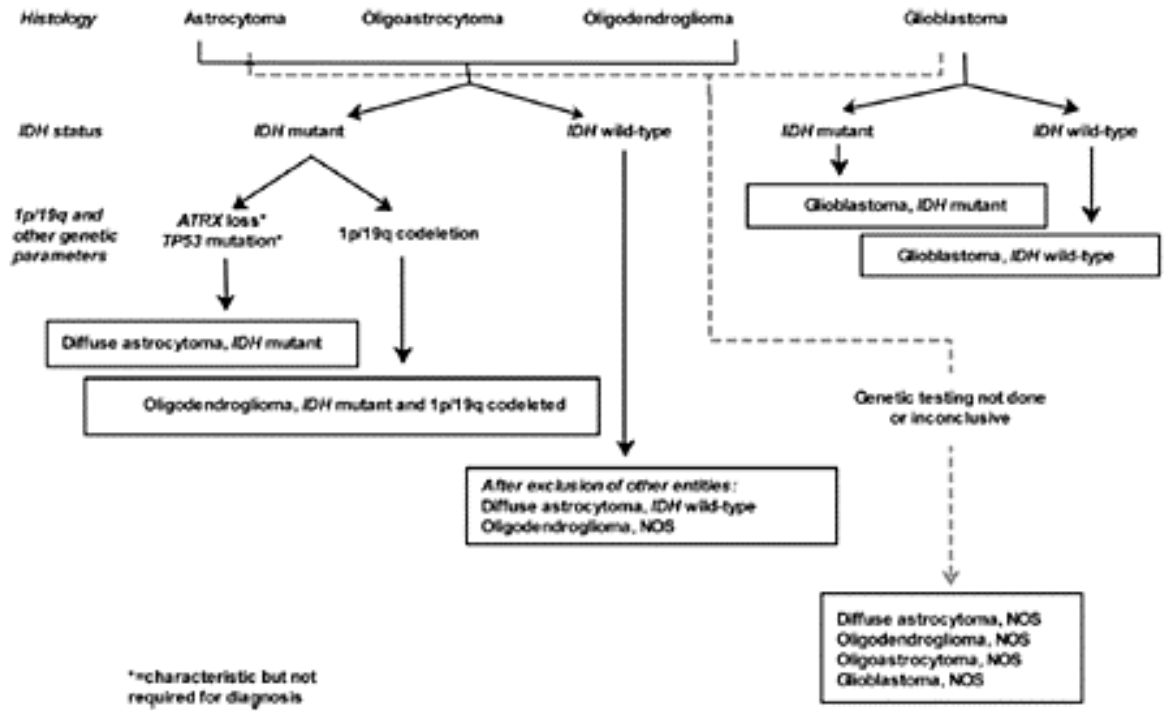 Histology
Astrocytoma
Oligoastrocytoma
Oligodendroglioma
Glioblastoma
IDH status
IDH mutant
IDH wild-type
IDH mutant
IDH wild-type
1p/19q and
other genetic
parameters
ATRX loss*
TP53 mutation*
1p/19q codeletion
Glioblastoma, IDH mutant
Glioblastoma, IDH wild-type
Diffuse astrocytoma, IDH mutant
Oligodendroglioma, IDH mutant and 1p/19q codeleted
Genetic testing not done
or inconclusive
After exclusion of other entities:
Diffuse astrocytoma, IDH wild-type
Oligodendroglioma, NOS
Diffuse astrocytoma, NOS
Oligodendroglioma, NOS
Oligoastrocytoma, NOS
Glioblastoma, NOS
*=characteristic but not
required for diagnosis